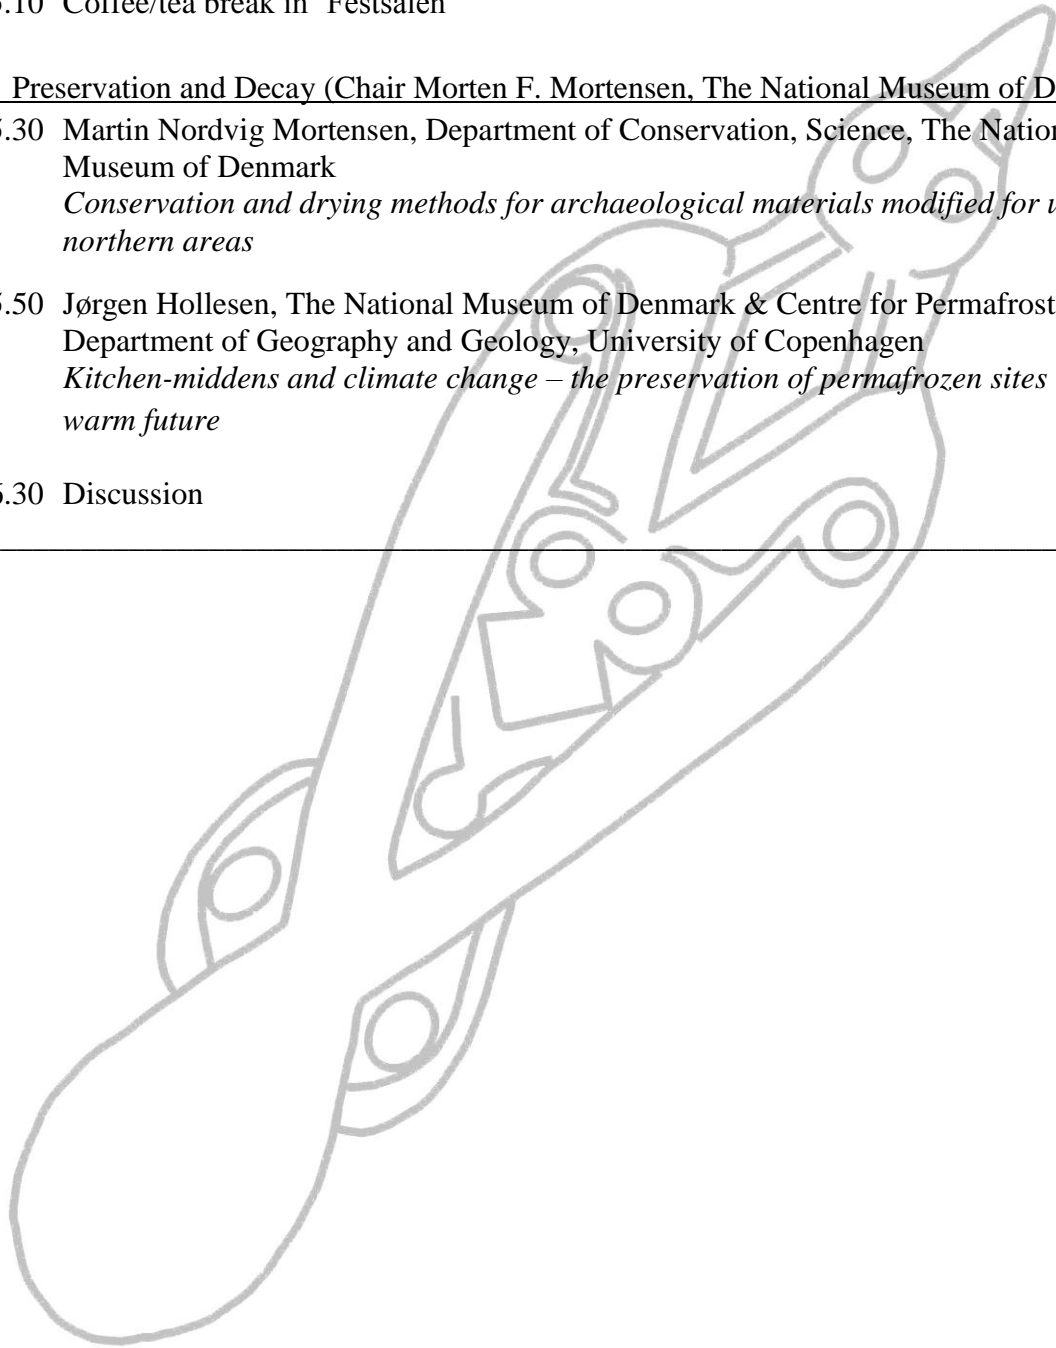 .10 Coffee/tea break in "Festsalen"
Preservation and Decay (Chair Morten F. Mortensen, The National Museum of D
.30 Martin Nordvig Mortensen, Department of Conservation, Science, The Nation
Museum of Denmark
Conservation and drying methods for archaeological materials modified for u
northern areas
.50 Jørgen Hollesen, The National Museum of Denmark & Centre for Permafrost
Department of Geography and Geology, University of Copenhagen
Kitchen-middens and climate change – the preservation of permafrozen sites
warm future
.30 Discussion